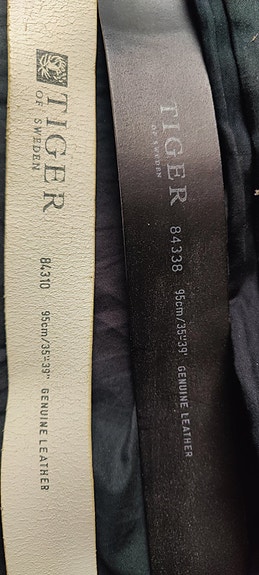 TIGER
OF SWEDEN
84310 95cm/35"-39" GENUINE LEATHER
TIGER
OF SWEDEN
84338 95cm/35"-39" GENUINE LEATHER